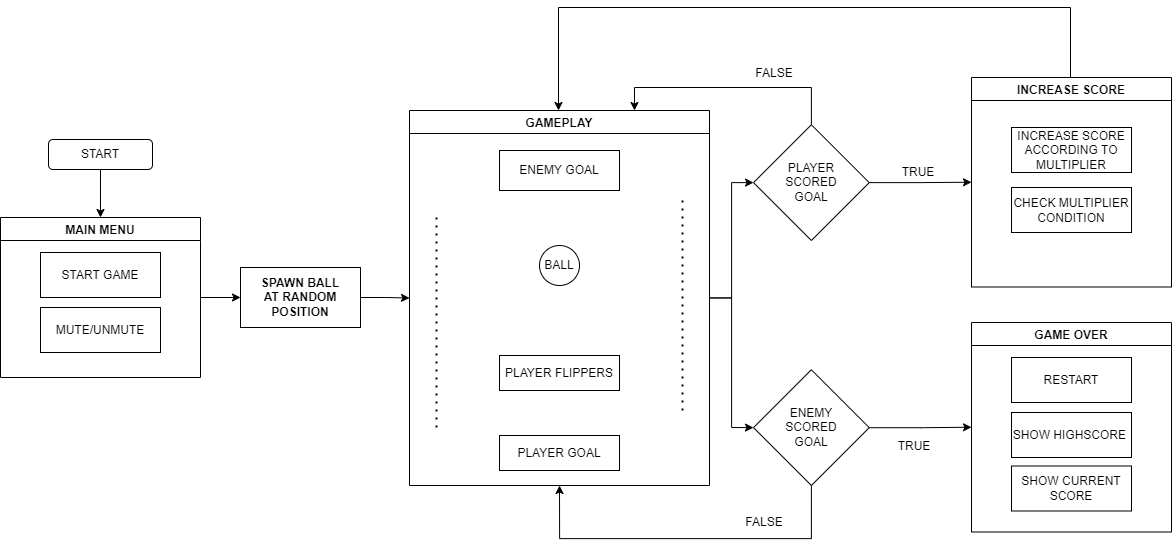 START
MAIN MENU
START GAME
MUTE/UNMUTE
SPAWN BALL
AT RANDOM
POSITION
GAMEPLAY
ENEMY GOAL
BALL
PLAYER FLIPPERS
PLAYER GOAL
FALSE
PLAYER
SCORED
GOAL
TRUE
INCREASE SCORE
INCREASE SCORE
ACCORDING TO
MULTIPLIER
CHECK MULTIPLIER
CONDITION
ENEMY
SCORED
GOAL
TRUE
FALSE
GAME OVER
RESTART
SHOW HIGHSCORE
SHOW CURRENT
SCORE